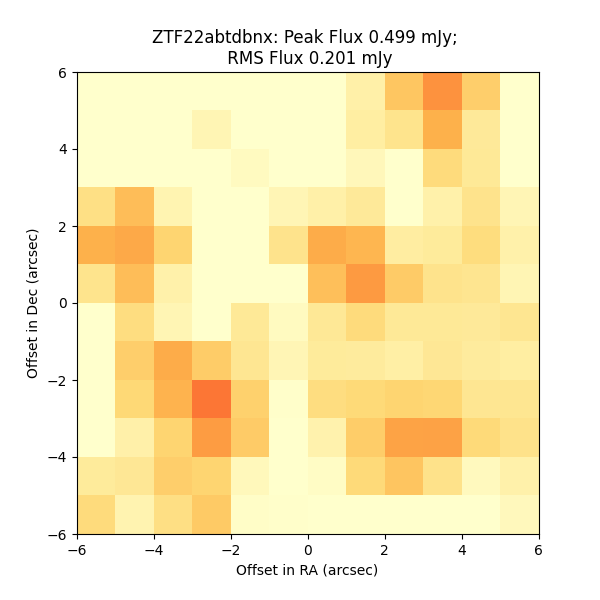 ZTF22abtdbnx: Peak Flux 0.499 mJy;
RMS Flux 0.201 mJy
6
4
2
0
−2
−4
−6
Offset in Dec (arcsec)
−6 −4 −2 0 2 4 6
Offset in RA (arcsec)